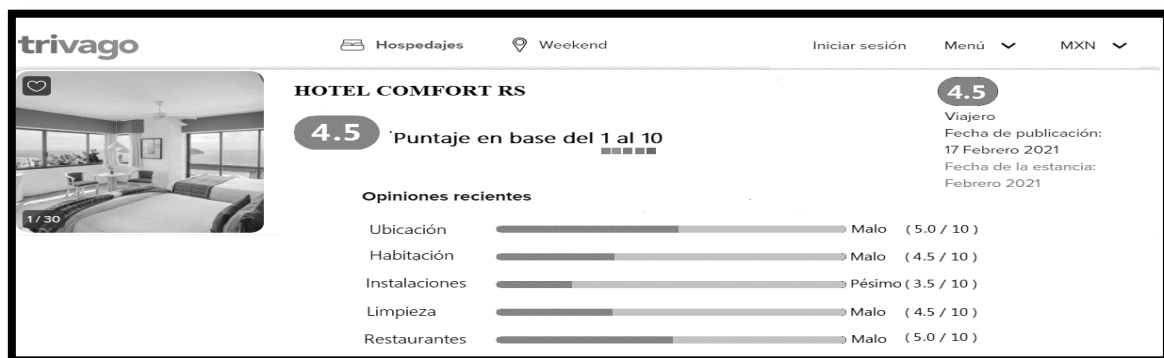 trivago
Hospedajes
Weekend
Iniciar sesión
Menú
MXN
HOTEL COMFORT RS
4.5
Puntaje en base del 1 al 10
4.5
Viajero
Fecha de publicación:
17 Febrero 2021
Fecha de la estancia:
Febrero 2021
1/30
Opiniones recientes
Ubicación Malo (5.0 / 10)
Habitación Malo (4.5 / 10)
Instalaciones Pésimo (3.5 / 10)
Limpieza Malo (4.5 / 10)
Restaurantes Malo (5.0 / 10)